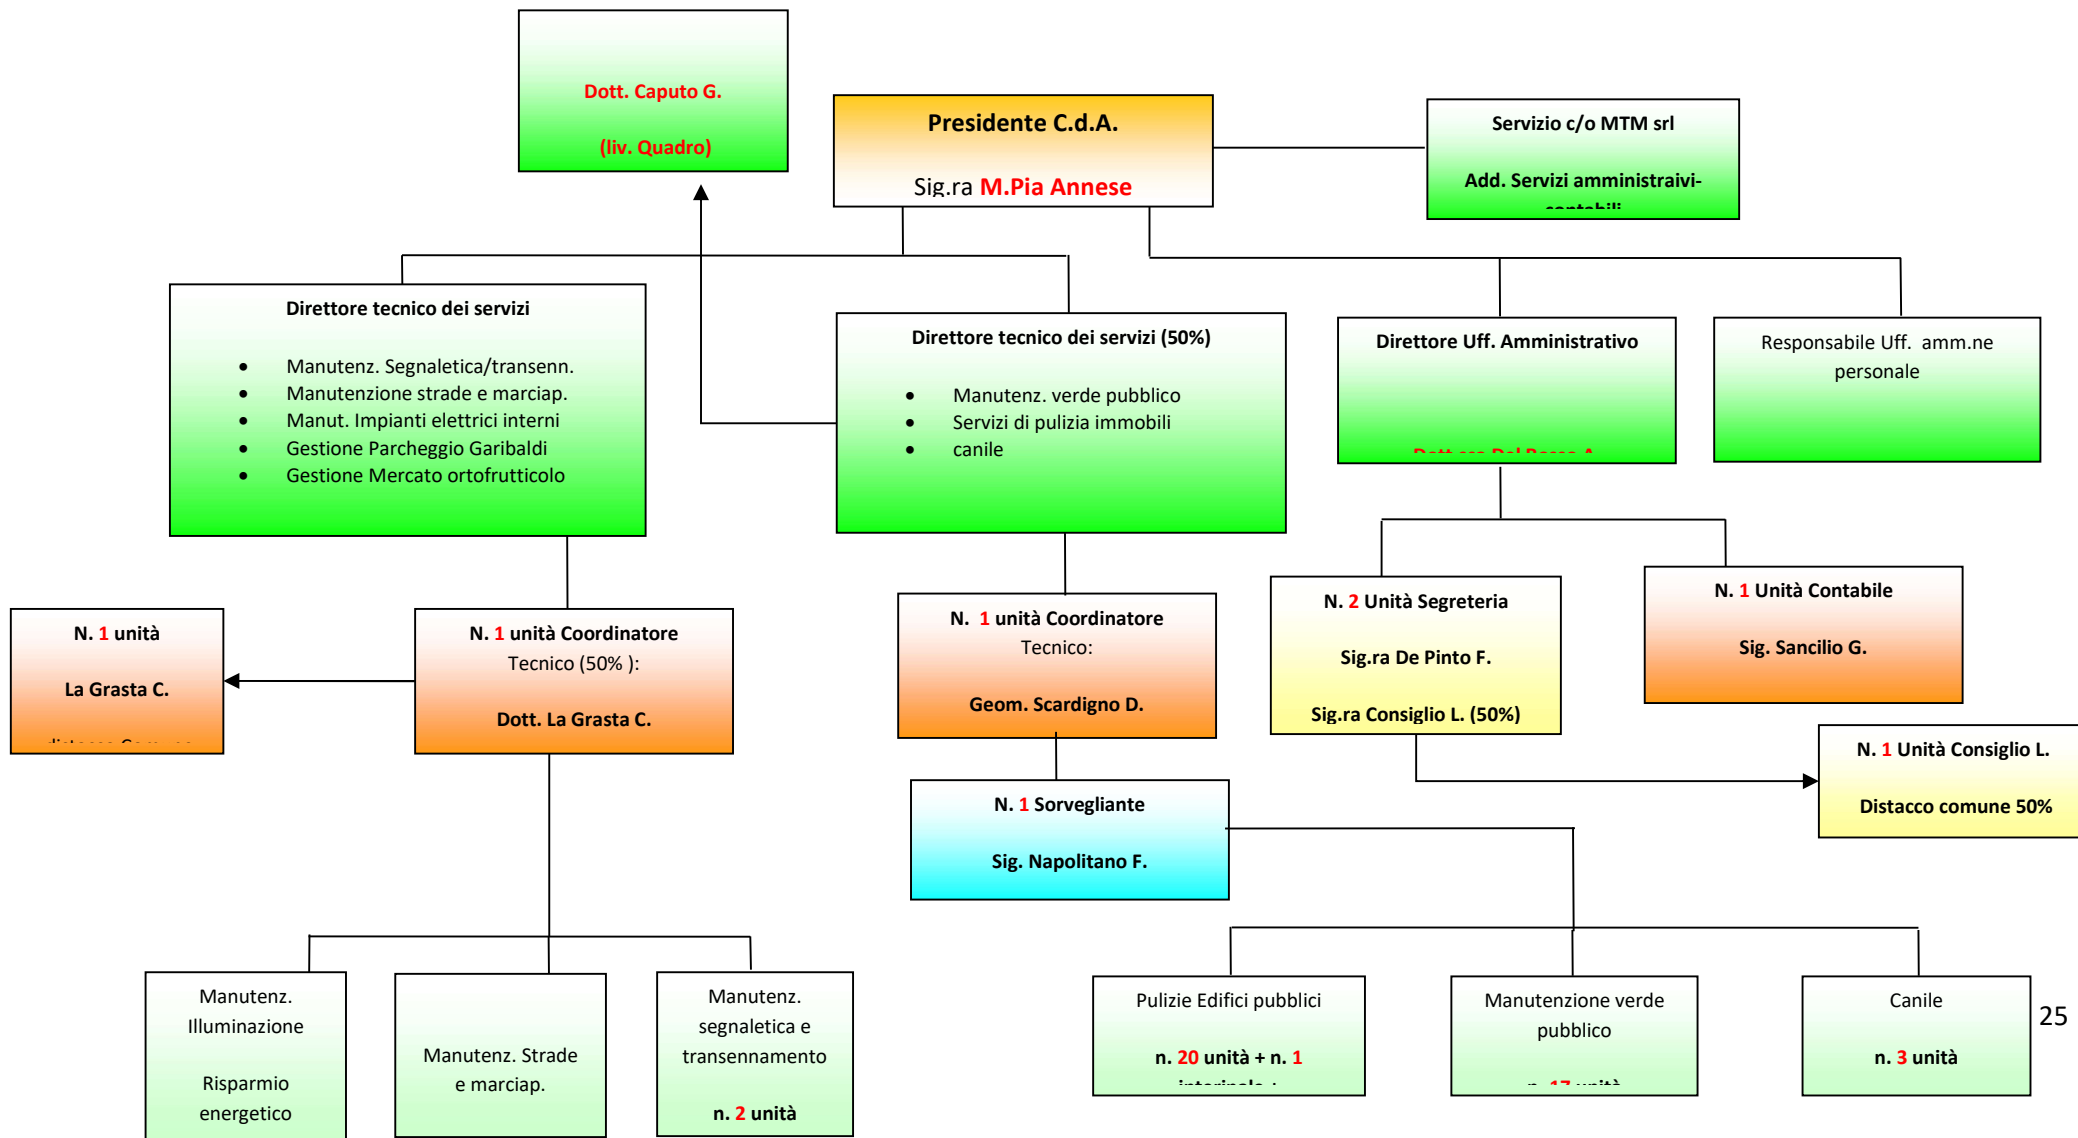 Dott. Caputo G.
(liv. Quadro)
Presidente C.d.A.
Sig.ra M.Pia Annese
Servizio c/o MTM srl
Add. Servizi amministraivi-
contabili
Direttore tecnico dei servizi
• Manutenz. Segnaletica/transenn.
• Manutenzione strade e marciap.
• Manut. Impianti elettrici interni
• Gestione Parcheggio Garibaldi
• Gestione Mercato ortofrutticolo
Direttore tecnico dei servizi (50%)
• Manutenz. verde pubblico
• Servizi di pulizia immobili
• canile
Direttore Uff. Amministrativo
Responsabile Uff. amm.ne
personale
N. 1 unità
La Grasta C.
N. 1 unità Coordinatore
Tecnico (50% ):
Dott. La Grasta C.
N. 1 unità Coordinatore
Tecnico:
Geom. Scardigno D.
N. 2 Unità Segreteria
Sig.ra De Pinto F.
Sig.ra Consiglio L. (50%)
N. 1 Unità Contabile
Sig. Sancilio G.
N. 1 Unità Consiglio L.
Distacco comune 50%
N. 1 Sorvegliante
Sig. Napolitano F.
Manutenz.
Illuminazione
Risparmio
energetico
Manutenz. Strade
e marciap.
Manutenz.
segnaletica e
transennamento
n. 2 unità
Pulizie Edifici pubblici
n. 20 unità + n. 1
Manutenzione verde
pubblico
n. 17 unità
Canile
n. 3 unità
25